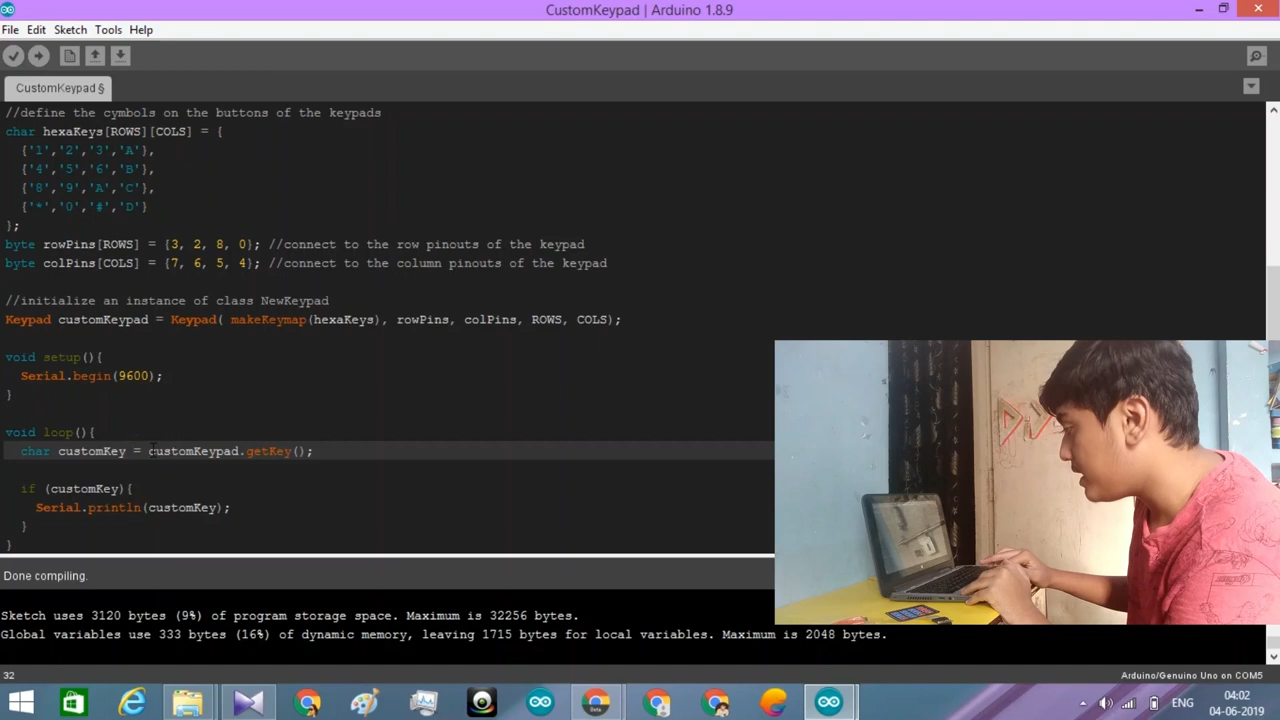 CustomKeypad | Arduino 1.8.9
File Edit Sketch Tools Help
CustomKeypad §
//define the cymbols on the buttons of the keypads
char hexaKeys[ROWS][COLS] = {
{'1','2','3','A'},
{'4','5','6','B'},
{'8','9','A','C'},
{'*','0','#','D'}
};
byte rowPins[ROWS] = {3, 2, 8, 0}; //connect to the row pinouts of the keypad
byte colPins[COLS] = {7, 6, 5, 4}; //connect to the column pinouts of the keypad
//initialize an instance of class NewKeypad
Keypad customKeypad = Keypad( makeKeymap(hexaKeys), rowPins, colPins, ROWS, COLS);
void setup(){
Serial.begin(9600);
}
void loop(){
char customKey = customKeypad.getKey();
if (customKey){
Serial.println(customKey);
}
}
Done compiling.
Sketch uses 3120 bytes (9%) of program storage space. Maximum is 32256 bytes.
Global variables use 333 bytes (16%) of dynamic memory, leaving 1715 bytes for local variables. Maximum is 2048 bytes.
32
Arduino/Genuino Uno on COM5
ENG
04:02
04-06-2019